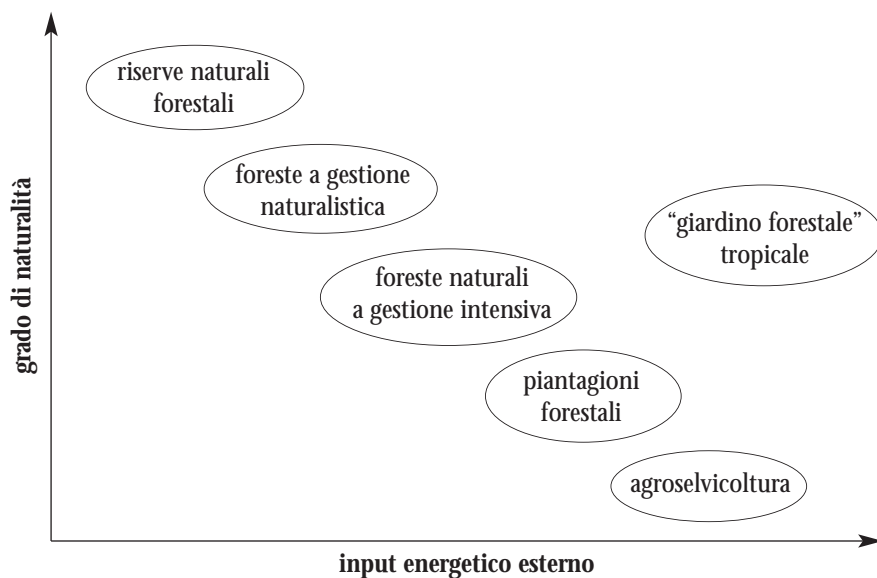 riserve naturali
forestali
foreste a gestione
naturalistica
"giardino forestale"
tropicale
foreste naturali
a gestione intensiva
piantagioni
forestali
agroselvicoltura
grado di naturalità
input energetico esterno